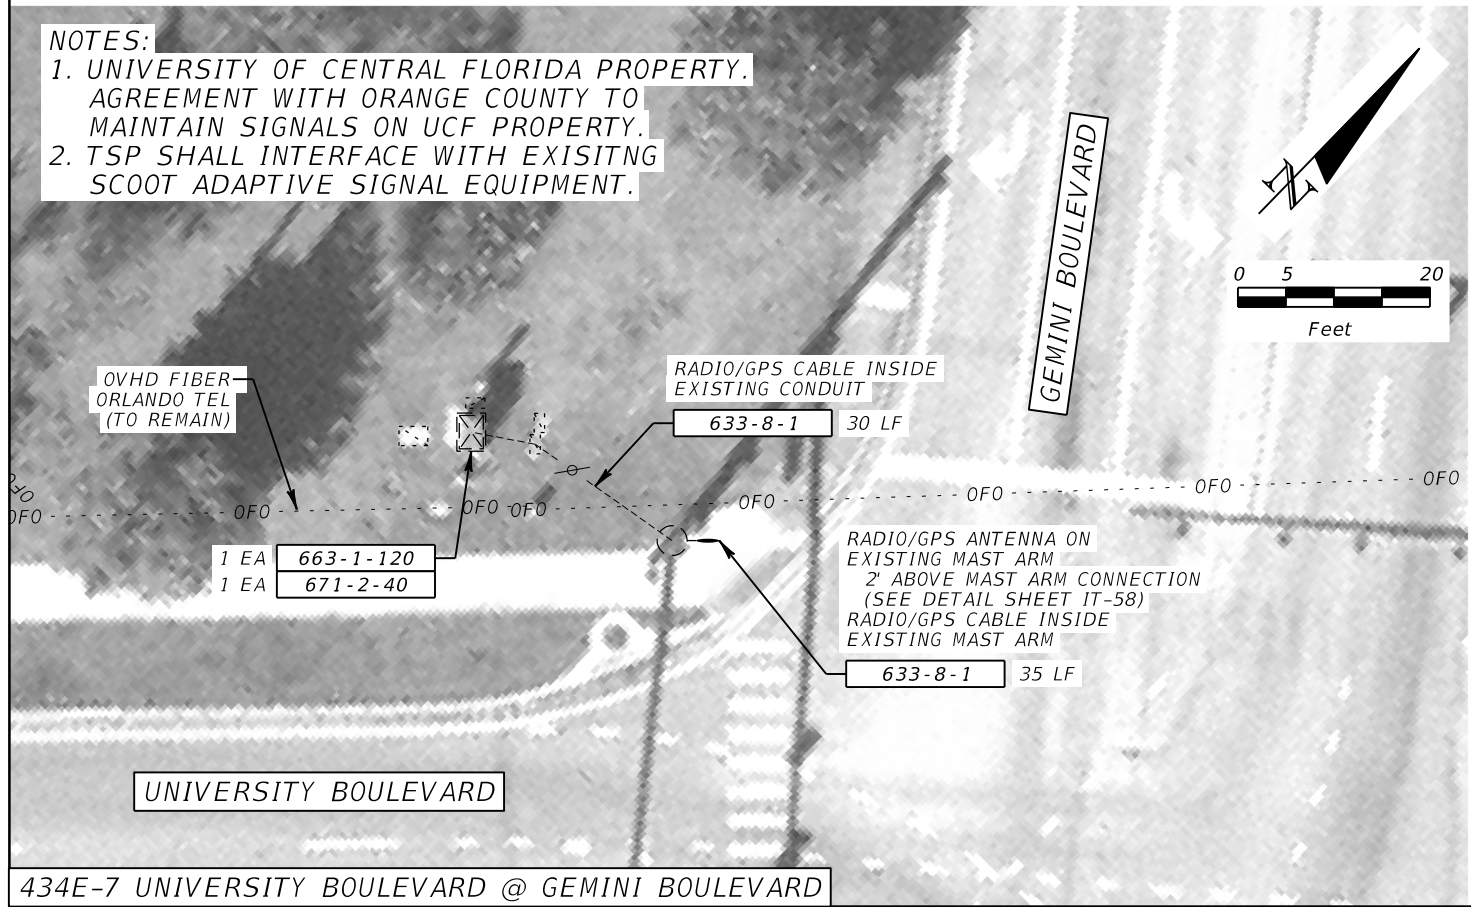 NOTES:
1. UNIVERSITY OF CENTRAL FLORIDA PROPERTY.
AGREEMENT WITH ORANGE COUNTY TO
MAINTAIN SIGNALS ON UCF PROPERTY.
2. TSP SHALL INTERFACE WITH EXISITNG
SCOOT ADAPTIVE SIGNAL EQUIPMENT.
GEMINI BOULEVARD
N
0 5 20
Feet
OVHD FIBER
ORLANDO TEL
(TO REMAIN)
RADIO/GPS CABLE INSIDE
EXISTING CONDUIT
633-8-1 30 LF
OFO
OFO OFO OFO OFO OFO OFO OFO OFO
1 EA 663-1-120
1 EA 671-2-40
RADIO/GPS ANTENNA ON
EXISTING MAST ARM
2' ABOVE MAST ARM CONNECTION
(SEE DETAIL SHEET IT-58)
RADIO/GPS CABLE INSIDE
EXISTING MAST ARM
633-8-1 35 LF
UNIVERSITY BOULEVARD
434E-7 UNIVERSITY BOULEVARD @ GEMINI BOULEVARD